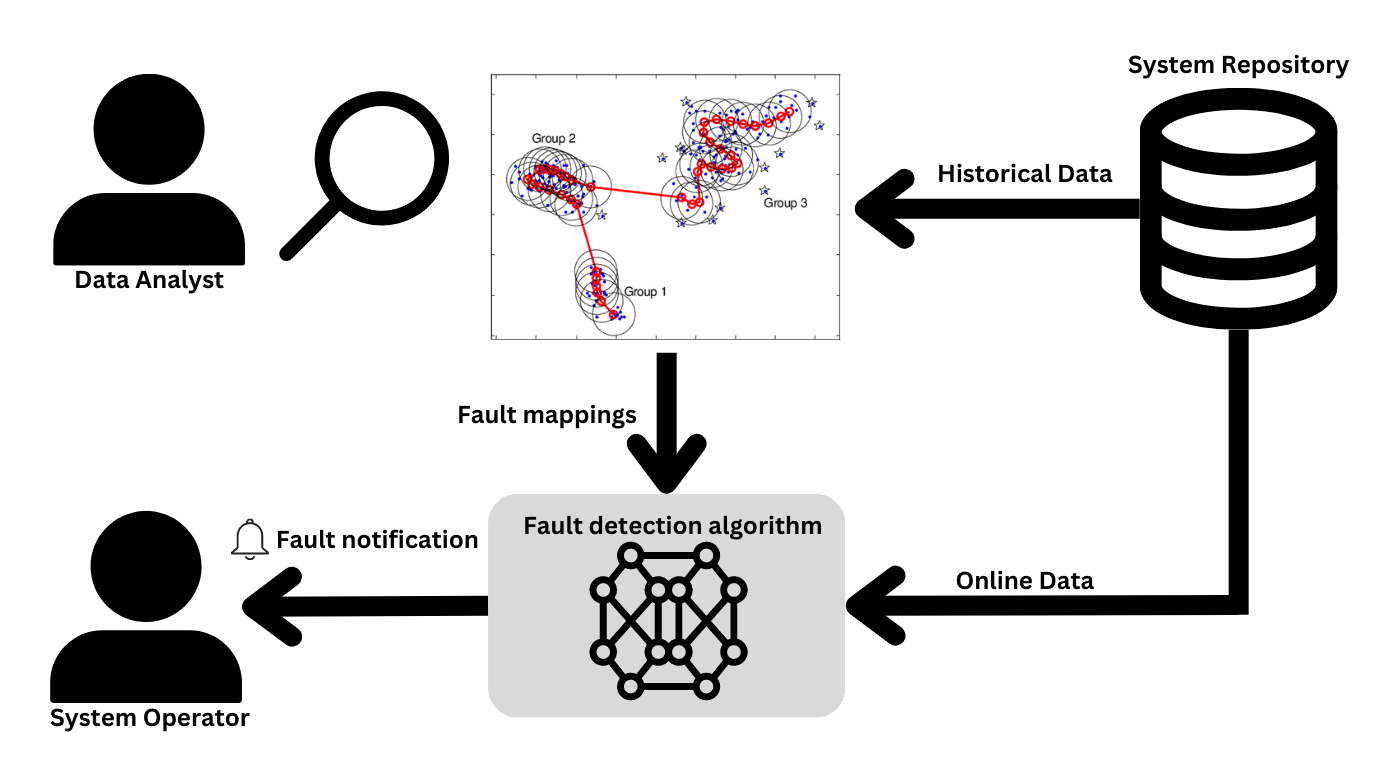 System Repository
Group 2
Historical Data
Group 3
Data Analyst
Group 1
Fault mappings
Fault detection algorithm
Fault notification
Online Data
System Operator